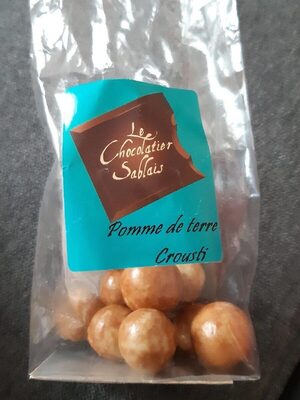 Le
Chocolatier
Sablais
Pomme de terre
Crousti